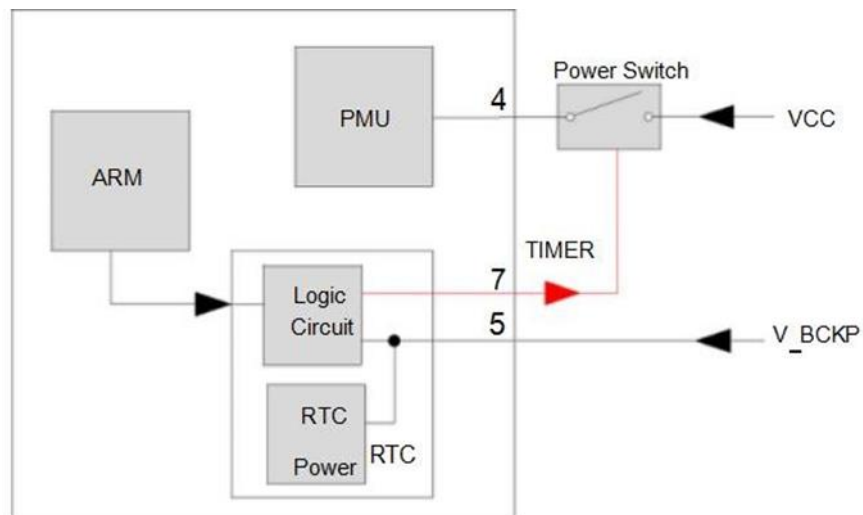 Power Switch
4
PMU
VCC
ARM
TIMER
7
Logic
Circuit
5
V_BCKP
RTC
RTC
Power